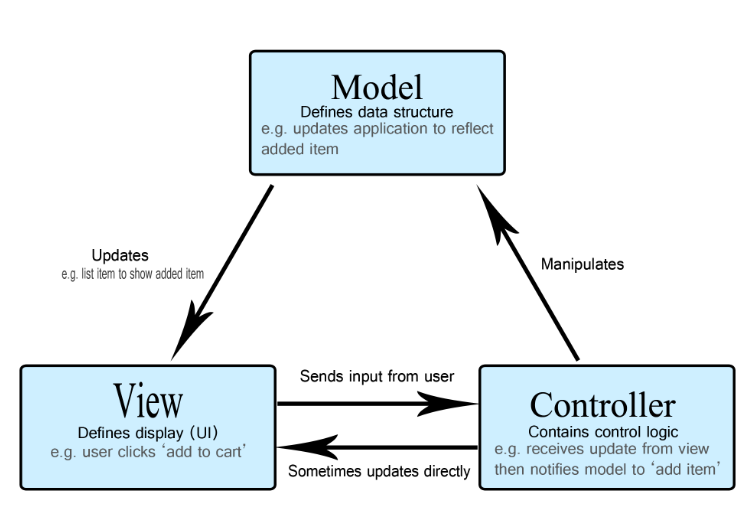 Model
Defines data structure
e.g. updates application to reflect
added item
Updates
e.g. list item to show added item
Manipulates
View
Defines display (UI)
e.g. user clicks ‘add to cart’
Sends input from user
Sometimes updates directly
Controller
Contains control logic
e.g. receives update from view
then notifies model to ‘add item’